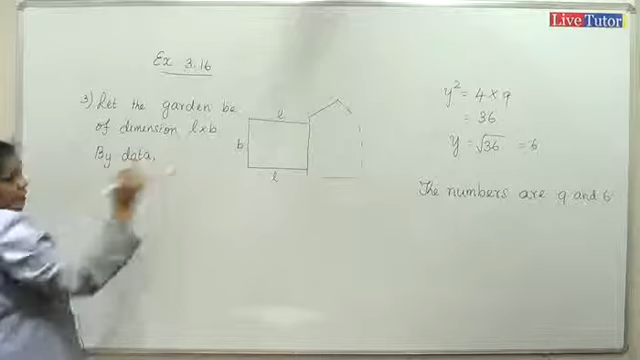 Live Tutor
Ex 3.16
3) Let the garden be
of dimension l×b
By data,
l
b
l
y² = 4 × 9
= 36
y = √36 = 6
The numbers are 9 and 6